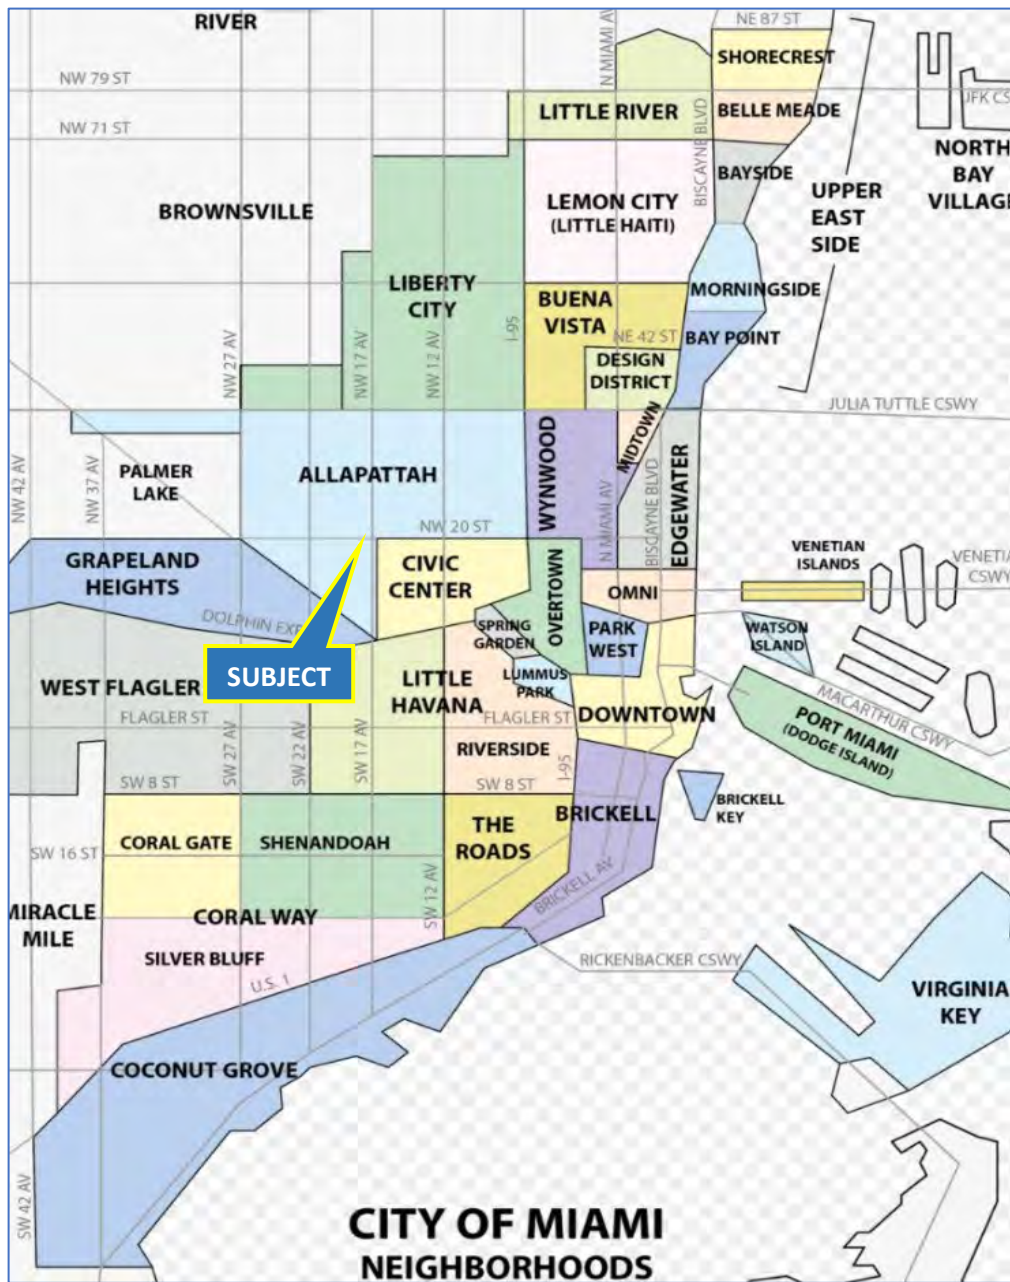 RIVER
NE 87 ST
N MIAMI AV
SHORECREST
NW 79 ST
JFK CS
LITTLE RIVER
BELLE MEADE
NW 71 ST
BISCAYNE BLVD
NORTH
BAY
VILLAGE
BAYSIDE
UPPER
EAST
SIDE
BROWNSVILLE
LEMON CITY
(LITTLE HAITI)
LIBERTY
CITY
MORNINGSIDE
BUENA
VISTA
I-95
NE 42 ST
BAY POINT
NW 27 AV
NW 17 AV
NW 12 AV
DESIGN
DISTRICT
JULIA TUTTLE CSWY
MIDTOWN
NW 42 AV
NW 37 AV
PALMER
LAKE
ALLAPATTAH
WYNWOOD
N MIAMI AV
BISCAYNE BLVD
EDGEWATER
NW 20 ST
GRAPELAND
HEIGHTS
CIVIC
CENTER
VENETIAN
ISLANDS
VENETIA
CSWY
OMNI
OVERTOWN
DOLPHIN EXP
SPRING
GARDEN
PARK
WEST
WATSON
ISLAND
SUBJECT
WEST FLAGLER
LITTLE
HAVANA
LUMMUS
PARK
MACARTHUR CSWY
FLAGLER ST
FLAGLER ST
DOWNTOWN
PORT MIAMI
(DODGE ISLAND)
RIVERSIDE
SW 27 AV
SW 22 AV
SW 17 AV
I-95
SW 8 ST
SW 8 ST
BRICKELL
BRICKELL
KEY
CORAL GATE
SHENANDOAH
THE
ROADS
SW 16 ST
SW 12 AV
BRICKELL AV
MIRACLE
MILE
CORAL WAY
SILVER BLUFF
RICKENBACKER CSWY
U.S. 1
VIRGINIA
KEY
COCONUT GROVE
SW 42 AV
CITY OF MIAMI
NEIGHBORHOODS